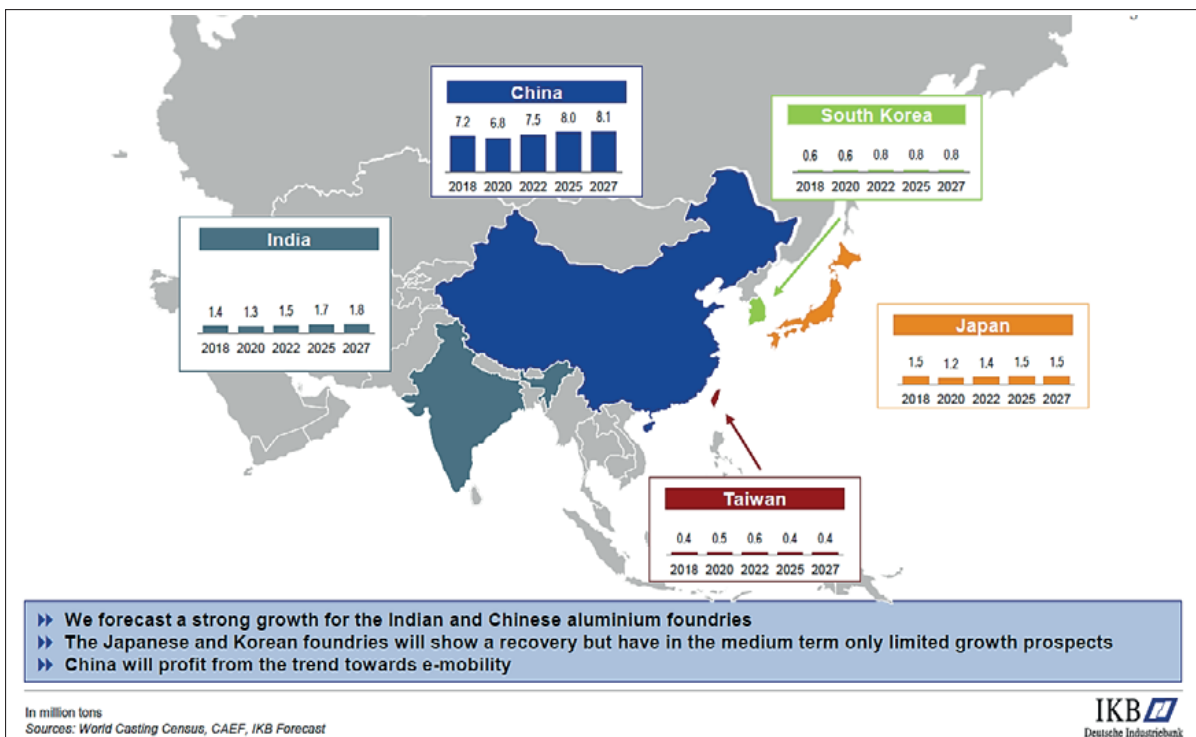 China
7.2 6.8 7.5 8.0 8.1
2018 2020 2022 2025 2027
South Korea
0.6 0.6 0.8 0.8 0.8
2018 2020 2022 2025 2027
India
1.4 1.3 1.5 1.7 1.8
2018 2020 2022 2025 2027
Japan
1.5 1.2 1.4 1.5 1.5
2018 2020 2022 2025 2027
Taiwan
0.4 0.5 0.6 0.4 0.4
2018 2020 2022 2025 2027
We forecast a strong growth for the Indian and Chinese aluminium foundries
The Japanese and Korean foundries will show a recovery but have in the medium term only limited growth prospects
China will profit from the trend towards e-mobility
In million tons
Sources: World Casting Census, CAEF, IKB Forecast
IKB
Deutsche Industriebank